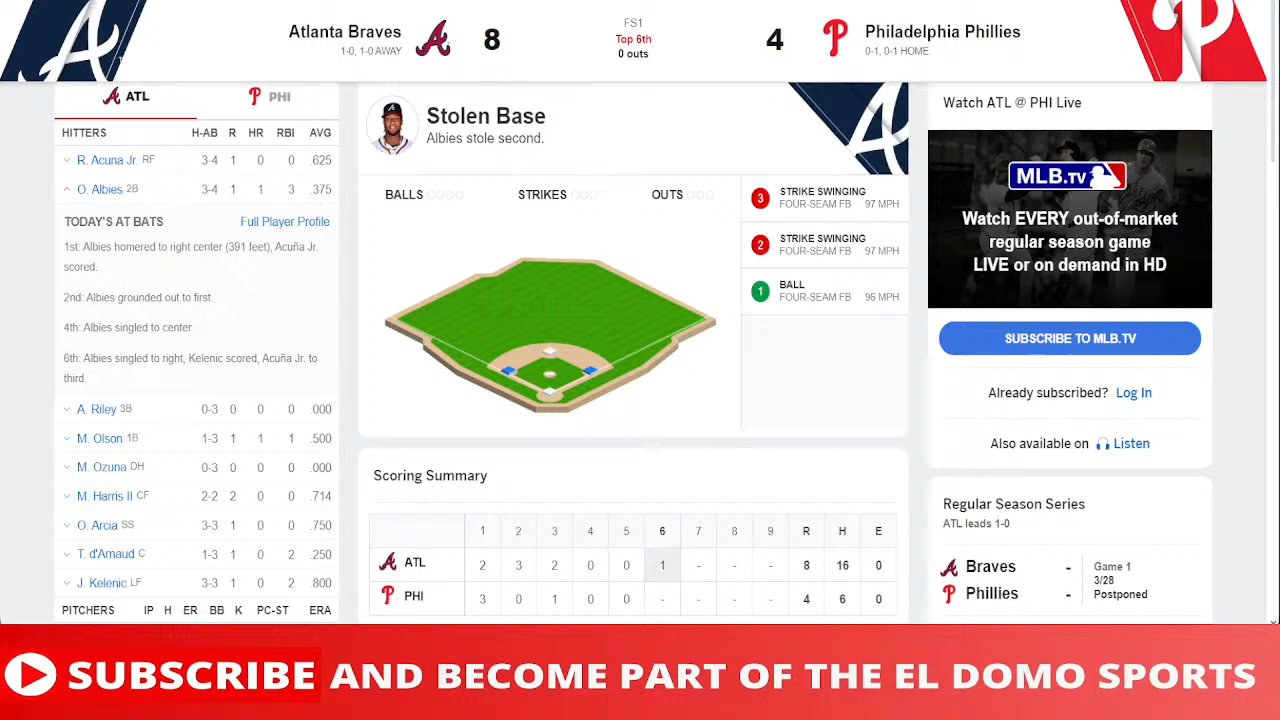 Atlanta Braves
1-0, 1-0 AWAY
8
FS1
Top 6th
0 outs
4
Philadelphia Phillies
0-1, 0-1 HOME
ATL
PHI
HITTERS H-AB R HR RBI AVG
R. Acuna Jr. RF 3-4 1 0 0 .625
O. Albies 2B 3-4 1 1 3 .375
TODAY'S AT BATS Full Player Profile
1st: Albies homered to right center (391 feet), Acuña Jr.
scored.
2nd: Albies grounded out to first.
4th: Albies singled to center
6th: Albies singled to right, Kelenic scored, Acuña Jr. to
third.
A. Riley 3B 0-3 0 0 0 .000
M. Olson 1B 1-3 1 1 1 .500
M. Ozuna DH 0-3 0 0 0 .000
M. Harris II CF 2-2 2 0 0 .714
O. Arcia SS 3-3 1 0 0 .750
T. d'Arnaud C 1-3 1 0 2 .250
J. Kelenic LF 3-3 1 0 2 .800
PITCHERS IP H ER BB K PC-ST ERA
Stolen Base
Albies stole second.
BALLS STRIKES OUTS
3 STRIKE SWINGING
FOUR-SEAM FB 97 MPH
2 STRIKE SWINGING
FOUR-SEAM FB 97 MPH
1 BALL
FOUR-SEAM FB 96 MPH
Scoring Summary
1 2 3 4 5 6 7 8 9 R H E
ATL 2 3 2 0 0 1 - - - 8 16 0
PHI 3 0 1 0 0 - - - - 4 6 0
Watch ATL @ PHI Live
MLB.TV
Watch EVERY out-of-market
regular season game
LIVE or on demand in HD
SUBSCRIBE TO MLB.TV
Already subscribed? Log In
Also available on Listen
Regular Season Series
ATL leads 1-0
Braves -
Phillies -
Game 1
3/28
Postponed
SUBSCRIBE AND BECOME PART OF THE EL DOMO SPORTS